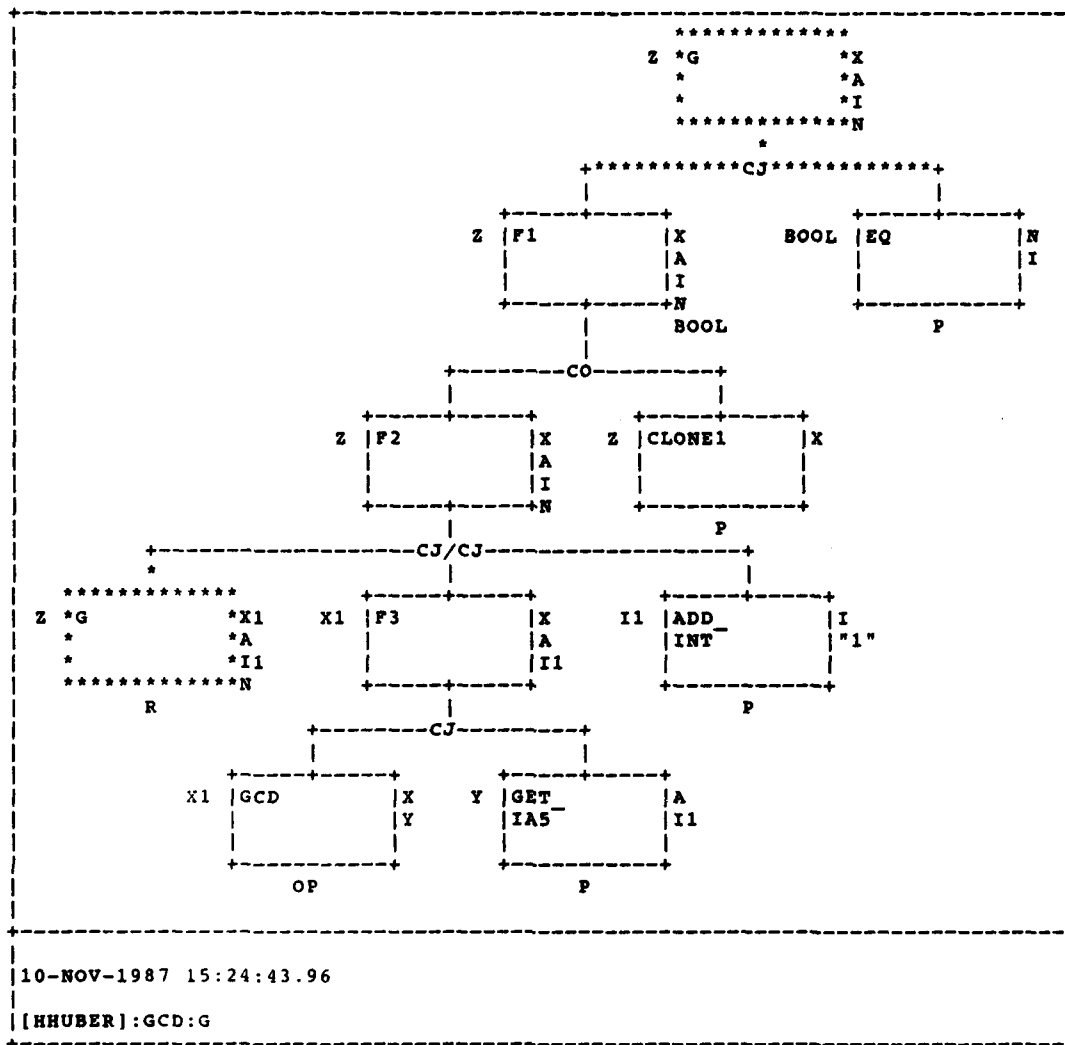 Z G X
A
I
N
CJ
Z F1 X BOOL EQ N
A I
I
N P
BOOL
CO
Z F2 X Z CLONE1 X
A
I
N
P
CJ/CJ
Z G X1 X1 F3 X I1 ADD_ I
A A INT "1"
I1 I1
N
R P
CJ
X1 GCD X Y GET_ A
Y IA5 I1
OP P
10-NOV-1987 15:24:43.96
[HHUBER]:GCD:G